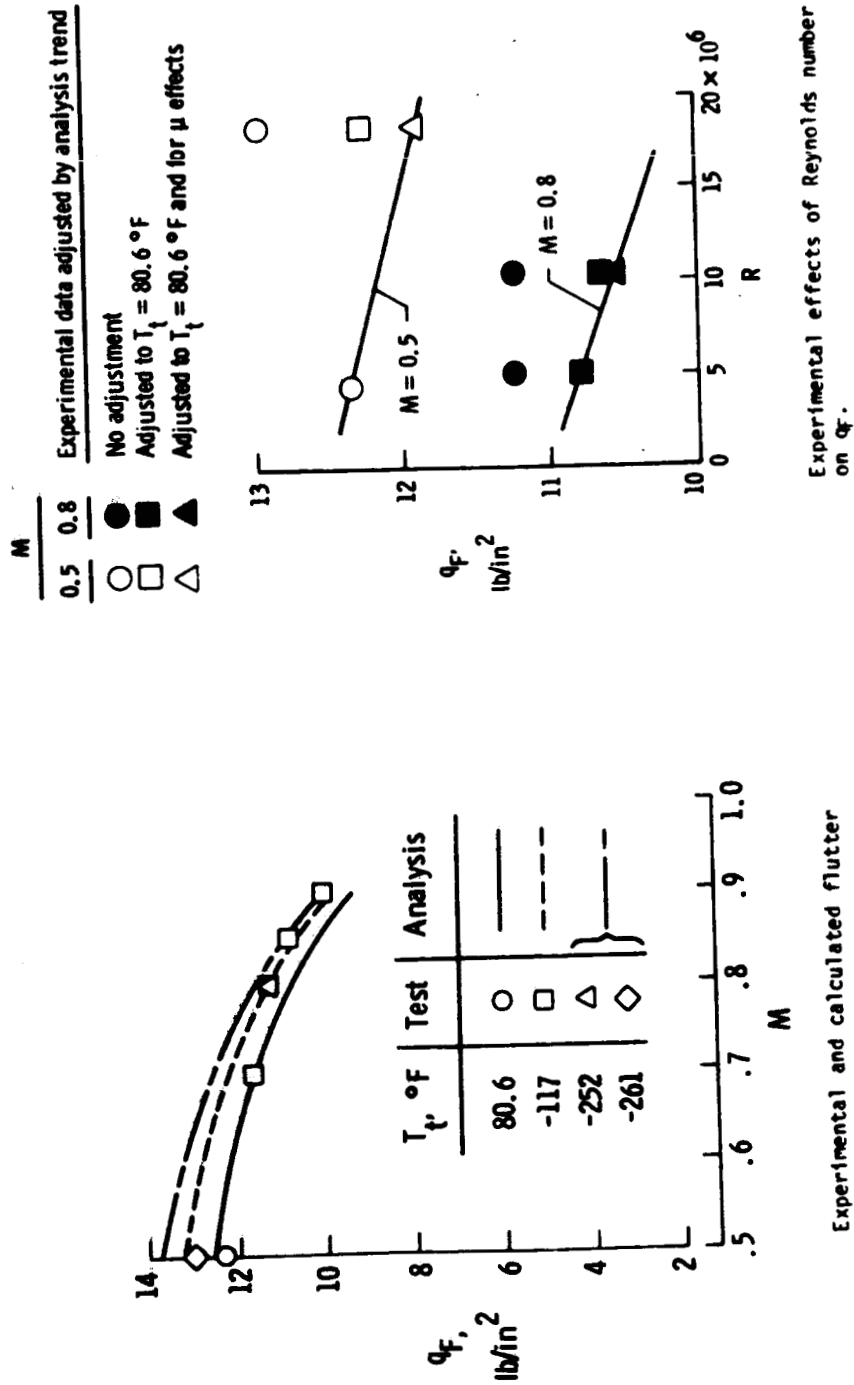 14
12
10
8
6
4
2
q_F,
lb/in²
T_t, °F Test Analysis
80.6
-117
-252
-261
.5 .6 .7 .8 .9 1.0
M
Experimental and calculated flutter
M
0.5 0.8 Experimental data adjusted by analysis trend
No adjustment
Adjusted to T_t = 80.6 °F
Adjusted to T_t = 80.6 °F and for μ effects
13
12
11
10
q_F,
lb/in²
M = 0.5
M = 0.8
0 5 10 15 20 × 10⁶
R
Experimental effects of Reynolds number
on q_F.